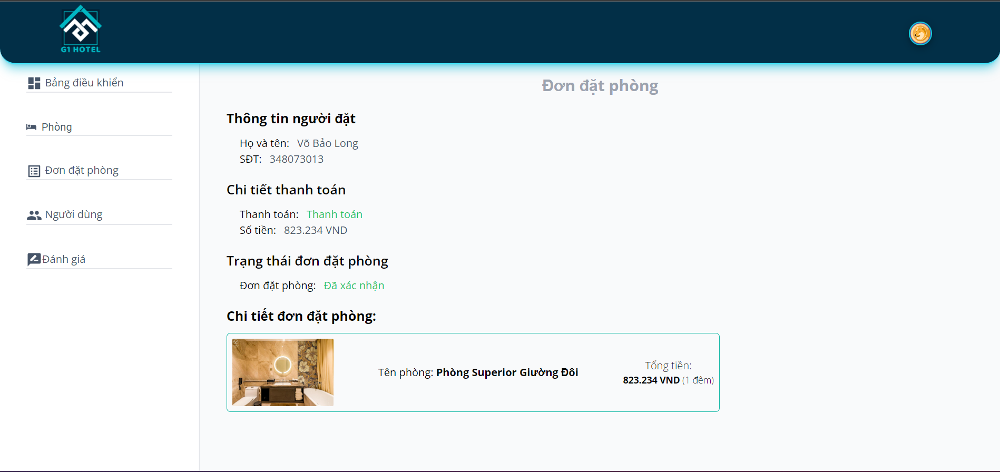 G1 HOTEL
Bảng điều khiển
Phòng
Đơn đặt phòng
Người dùng
Đánh giá
Đơn đặt phòng
Thông tin người đặt
Họ và tên: Võ Bảo Long
SĐT: 348073013
Chi tiết thanh toán
Thanh toán: Thanh toán
Số tiền: 823.234 VND
Trạng thái đơn đặt phòng
Đơn đặt phòng: Đã xác nhận
Chi tiết đơn đặt phòng:
Tên phòng: Phòng Superior Giường Đôi
Tổng tiền:
823.234 VND (1 đêm)